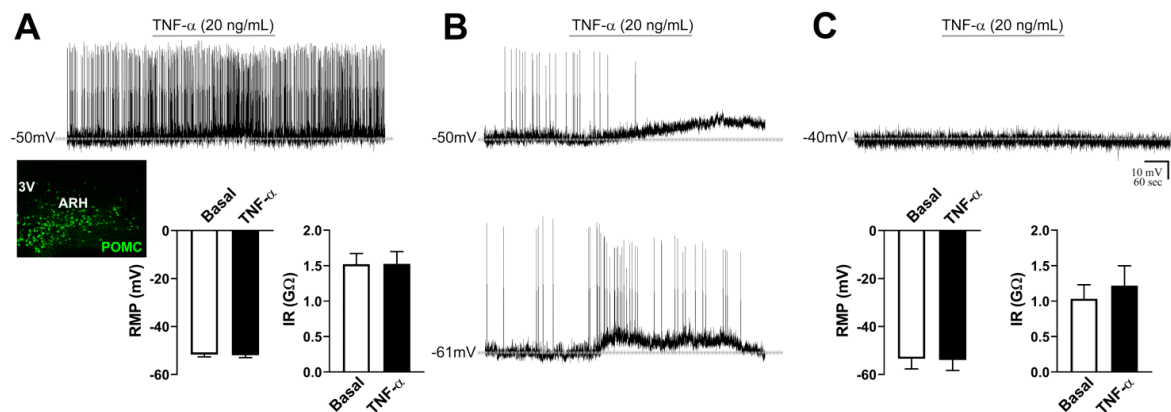 A
TNF-α (20 ng/mL)
-50mV
3V
ARH
POMC
Basal
TNF-α
RMP (mV)
0
-20
-40
-60
IR (GΩ)
2.0
1.5
1.0
0.5
0.0
Basal
TNF-α
B
TNF-α (20 ng/mL)
-50mV
-61mV
C
TNF-α (20 ng/mL)
-40mV
10 mV
60 sec
Basal
TNF-α
RMP (mV)
0
-20
-40
-60
IR (GΩ)
2.0
1.5
1.0
0.5
0.0
Basal
TNF-α